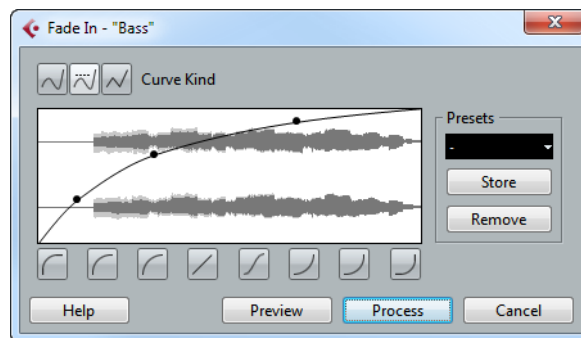 Fade In - "Bass"
Curve Kind
Presets
-
Store
Remove
Help
Preview
Process
Cancel